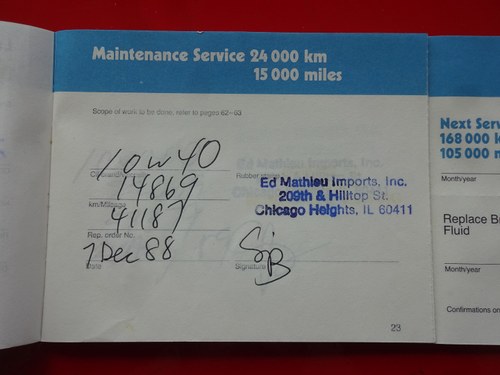 Maintenance Service 24 000 km
15 000 miles
Scope of work to be done: refer to pages 62–63
10W40
14869
km/Mileage
41187
Rep. order No.
7 Dec 88
Date
Ed Mathieu Imports, Inc.
209th & Hilltop St.
Chicago Heights, IL 60411
SjB
Signature
23
Next Serv
168 000 k
105 000 m
Month/year
Replace B
Fluid
Month/year
Confirmations o